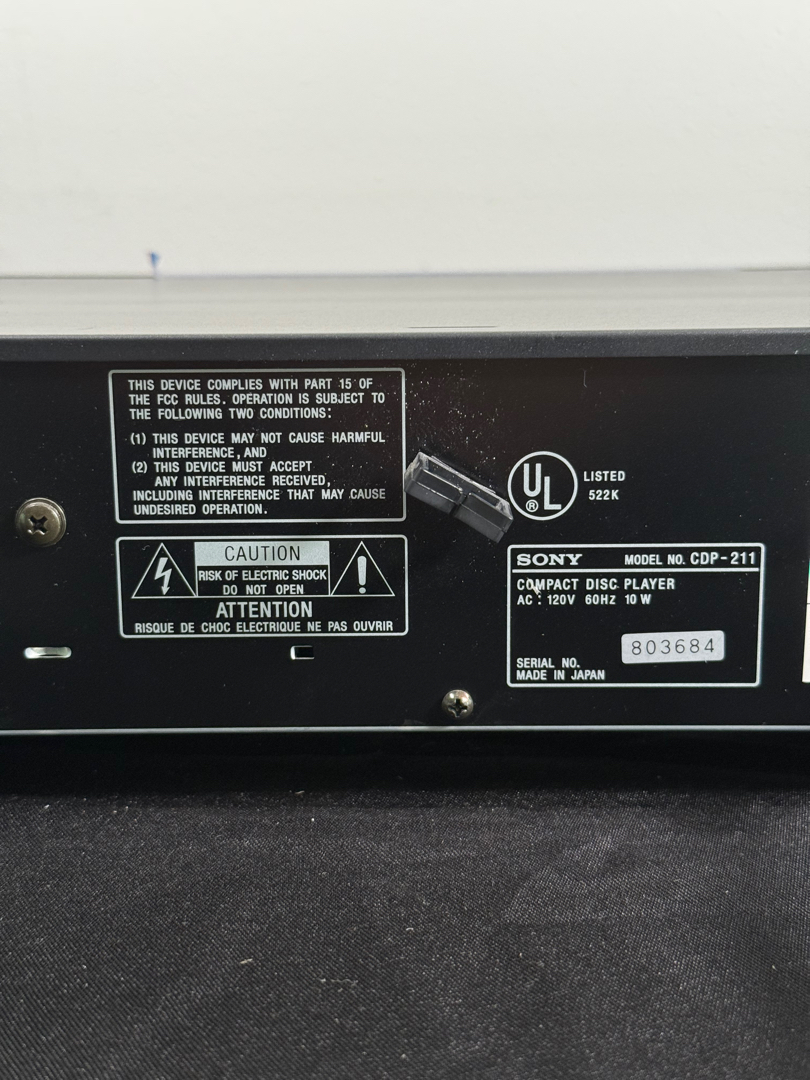 THIS DEVICE COMPLIES WITH PART 15 OF
THE FCC RULES. OPERATION IS SUBJECT TO
THE FOLLOWING TWO CONDITIONS:
(1) THIS DEVICE MAY NOT CAUSE HARMFUL
INTERFERENCE, AND
(2) THIS DEVICE MUST ACCEPT
ANY INTERFERENCE RECEIVED,
INCLUDING INTERFERENCE THAT MAY CAUSE
UNDESIRED OPERATION.
CAUTION
RISK OF ELECTRIC SHOCK
DO NOT OPEN
ATTENTION
RISQUE DE CHOC ELECTRIQUE NE PAS OUVRIR
UL ®
LISTED
522K
SONY MODEL NO. CDP-211
COMPACT DISC PLAYER
AC : 120V 60Hz 10W
803684
SERIAL NO.
MADE IN JAPAN